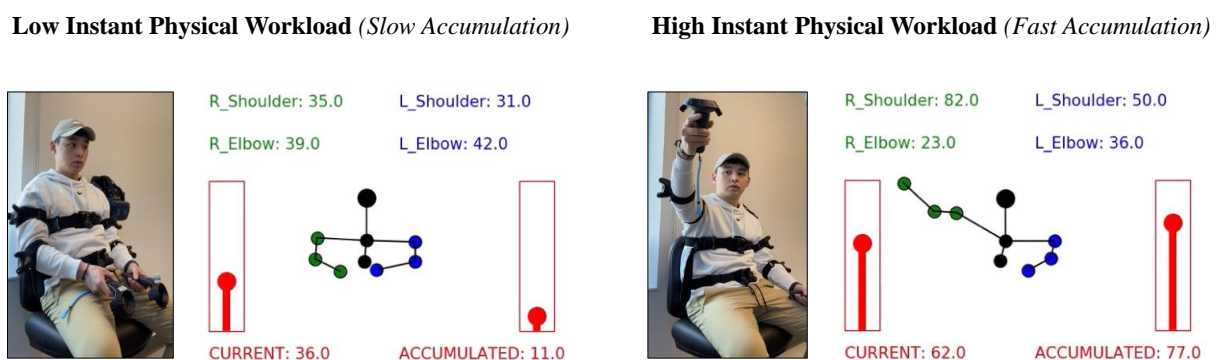 Low Instant Physical Workload (Slow Accumulation)
R_Shoulder: 35.0 L_Shoulder: 31.0
R_Elbow: 39.0 L_Elbow: 42.0
CURRENT: 36.0 ACCUMULATED: 11.0
High Instant Physical Workload (Fast Accumulation)
R_Shoulder: 82.0 L_Shoulder: 50.0
R_Elbow: 23.0 L_Elbow: 36.0
CURRENT: 62.0 ACCUMULATED: 77.0